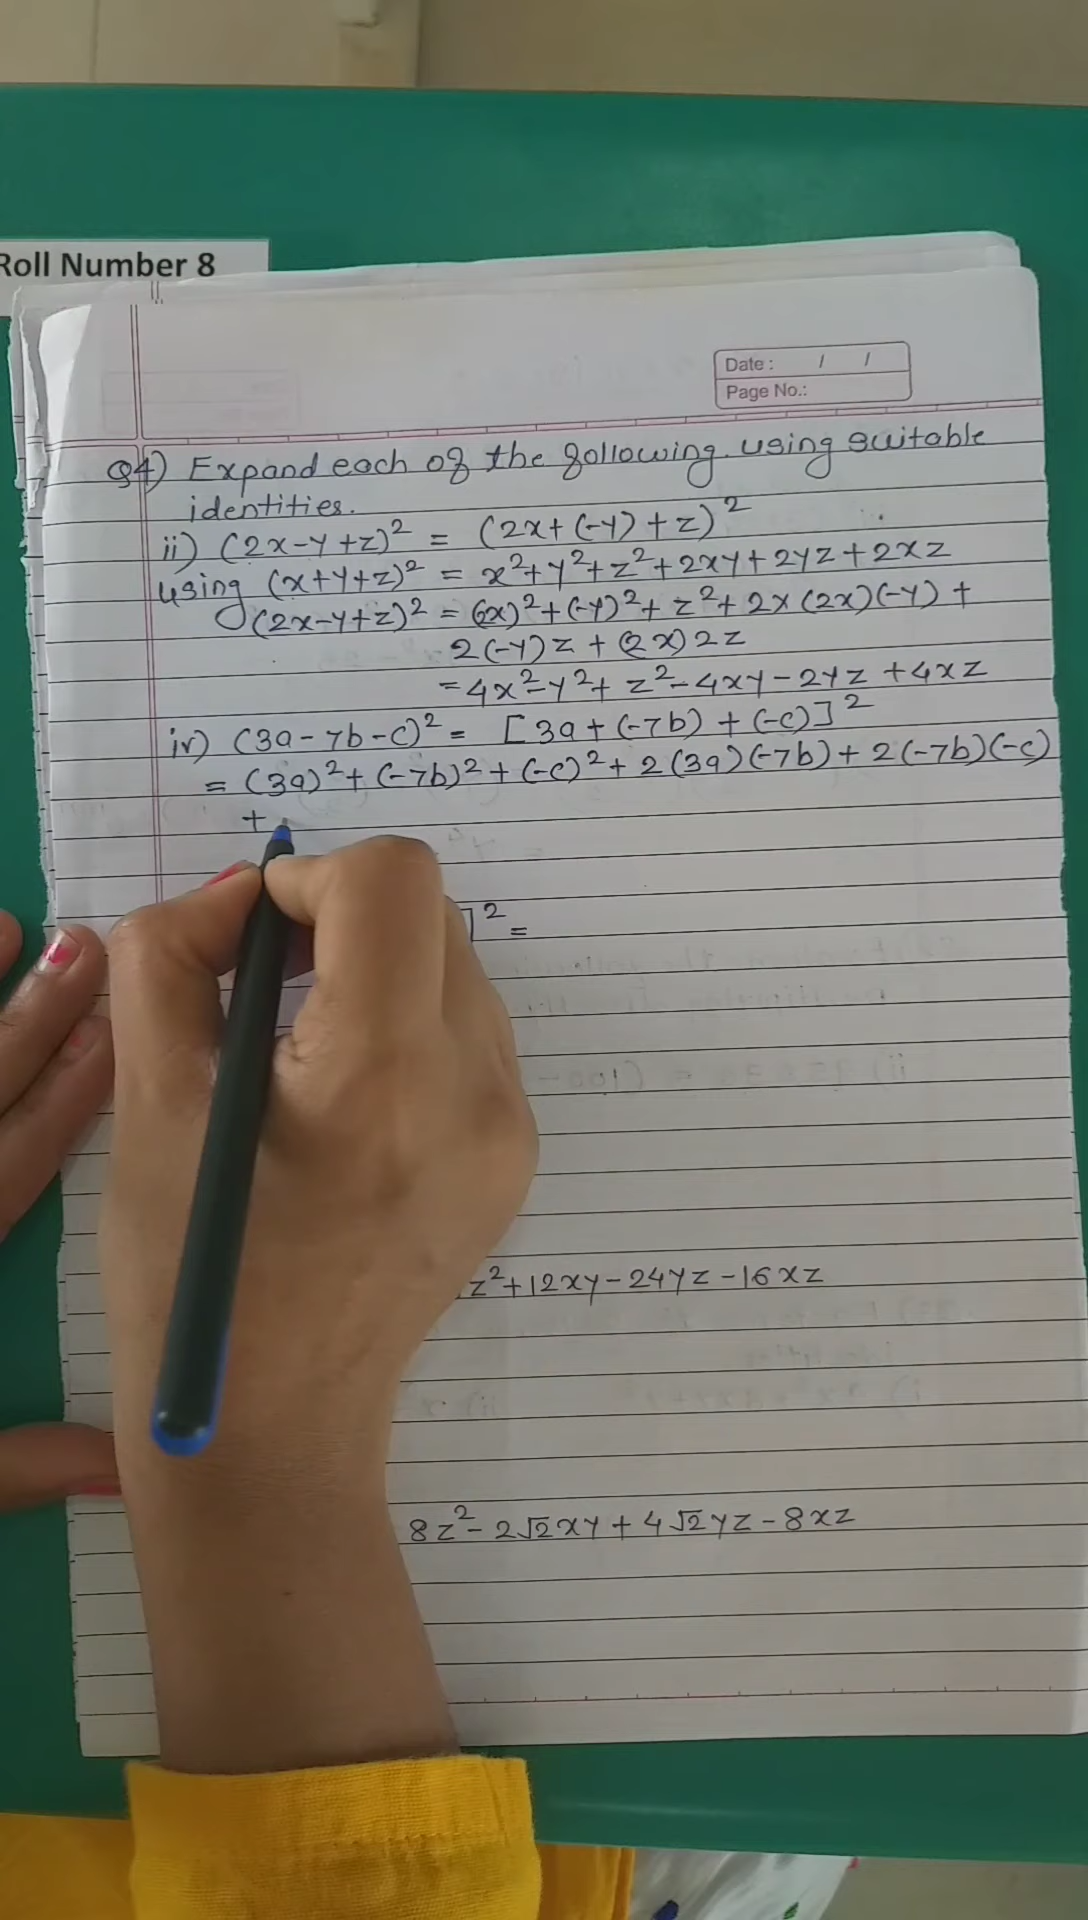 Roll Number 8
Date : / /
Page No.:
Q4) Expand each of the following. using suitable
identities.
ii) (2x-y+z)² = (2x+(-y)+z)²
using (x+y+z)² = x²+y²+z²+2xy+2yz+2xz
(2x-y+z)² = (2x)²+(-y)²+z²+2×(2x)(-y)+
2(-y)z + (2x)2z
=4x²-y²+z²-4xy-2yz+4xz
iv) (3a-7b-c)² = [3a+(-7b)+(-c)]²
= (3a)²+(-7b)²+(-c)²+2(3a)(-7b)+2(-7b)(-c)
+
]² =
z²+12xy-24yz-16xz
8z²-2√2xy+4√2yz-8xz